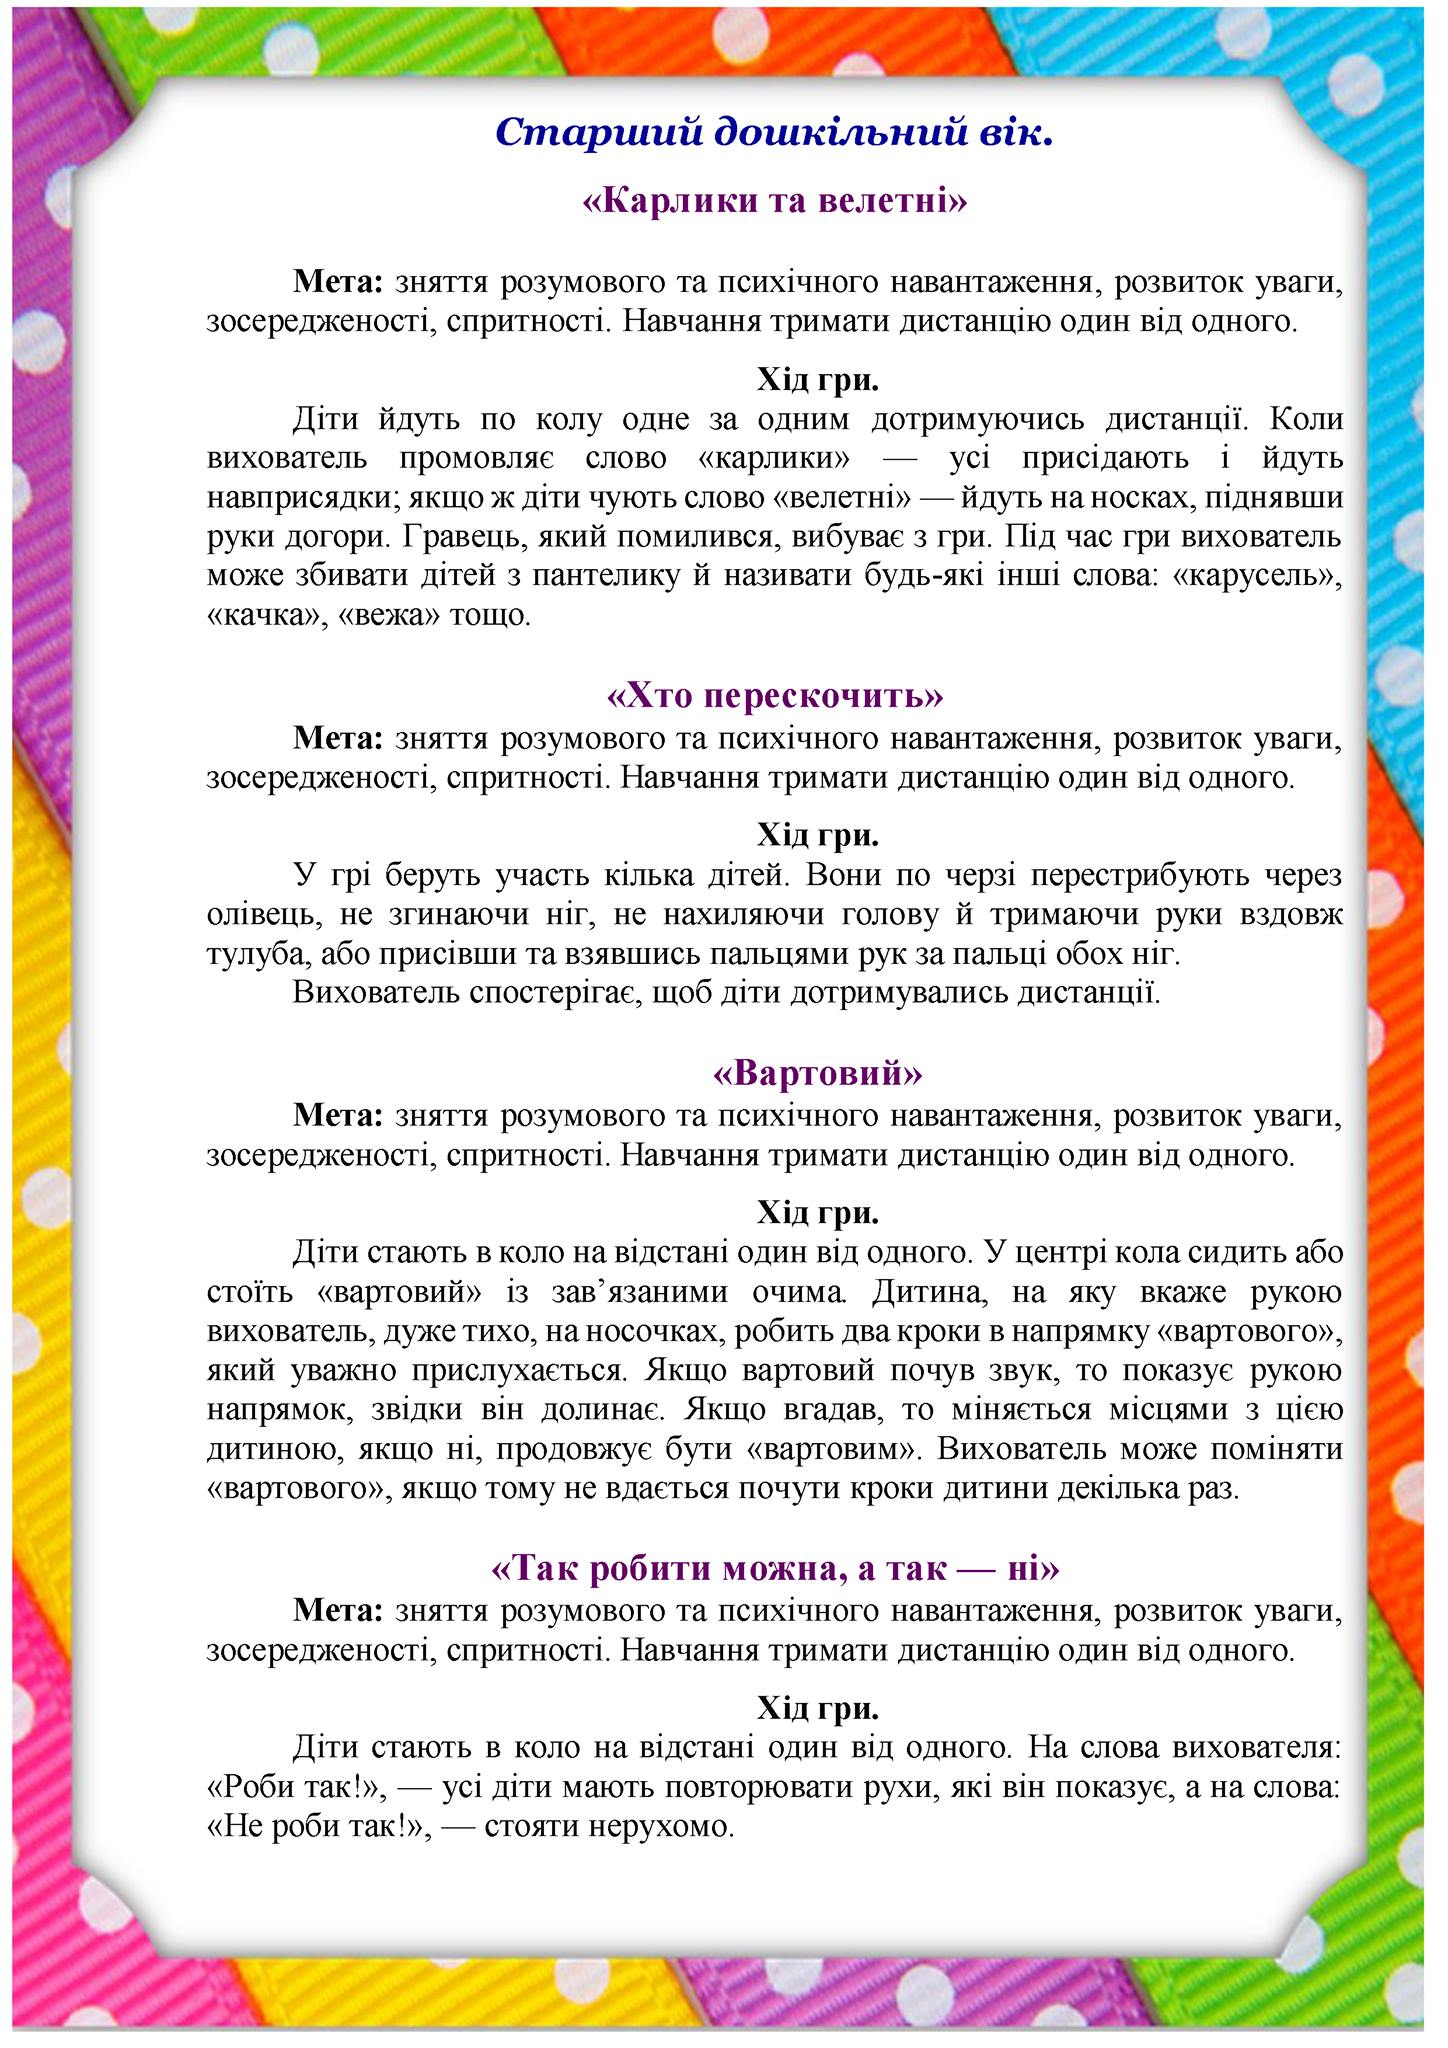 Старший дошкільний вік.
«Карлики та велетні»
Мета: зняття розумового та психічного навантаження, розвиток уваги,
зосередженості, спритності. Навчання тримати дистанцію один від одного.
Хід гри.
Діти йдуть по колу одне за одним дотримуючись дистанції. Коли
вихователь промовляє слово «карлики» — усі присідають і йдуть
навприсядки; якщо ж діти чують слово «велетні» — йдуть на носках, піднявши
руки догори. Гравець, який помилився, вибуває з гри. Під час гри вихователь
може збивати дітей з пантелику й називати будь-які інші слова: «карусель»,
«качка», «вежа» тощо.
«Хто перескочить»
Мета: зняття розумового та психічного навантаження, розвиток уваги,
зосередженості, спритності. Навчання тримати дистанцію один від одного.
Хід гри.
У грі беруть участь кілька дітей. Вони по черзі перестрибують через
олівець, не згинаючи ніг, не нахиляючи голову й тримаючи руки вздовж
тулуба, або присівши та взявшись пальцями рук за пальці обох ніг.
Вихователь спостерігає, щоб діти дотримувались дистанції.
«Вартовий»
Мета: зняття розумового та психічного навантаження, розвиток уваги,
зосередженості, спритності. Навчання тримати дистанцію один від одного.
Хід гри.
Діти стають в коло на відстані один від одного. У центрі кола сидить або
стоїть «вартовий» із зав’язаними очима. Дитина, на яку вкаже рукою
вихователь, дуже тихо, на носочках, робить два кроки в напрямку «вартового»,
який уважно прислухається. Якщо вартовий почув звук, то показує рукою
напрямок, звідки він долинає. Якщо вгадав, то міняється місцями з цією
дитиною, якщо ні, продовжує бути «вартовим». Вихователь може поміняти
«вартового», якщо тому не вдається почути кроки дитини декілька раз.
«Так робити можна, а так — ні»
Мета: зняття розумового та психічного навантаження, розвиток уваги,
зосередженості, спритності. Навчання тримати дистанцію один від одного.
Хід гри.
Діти стають в коло на відстані один від одного. На слова вихователя:
«Роби так!», — усі діти мають повторювати рухи, які він показує, а на слова:
«Не роби так!», — стояти нерухомо.